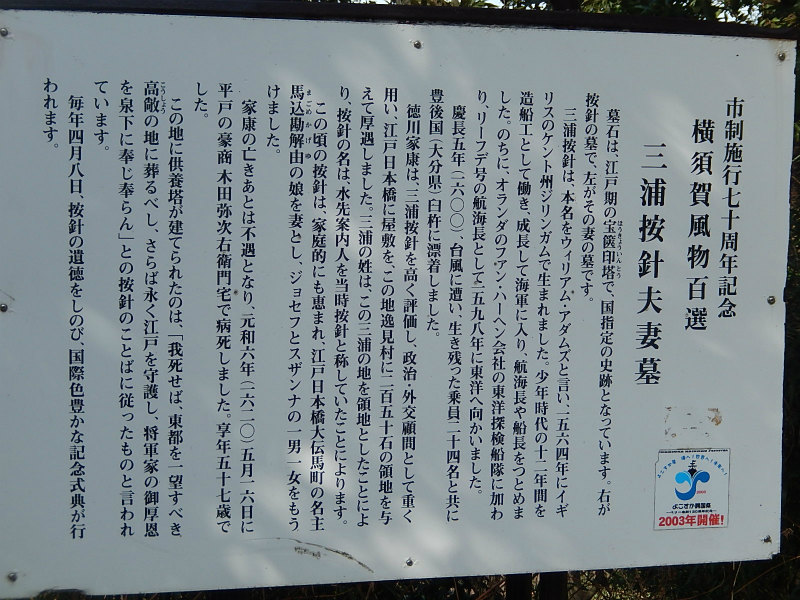 市制施行七十周年記念
横須賀風物百選
三浦按針夫妻墓
墓石は、江戸期の宝篋印塔で、国指定の史跡となっています。右が
ほうきょういんとう
按針の墓で、左がその妻の墓です。
三浦按針は、本名をウィリアム・アダムズと言い、一五六四年にイギ
リスのケント州ジリンガムで生まれました。少年時代の十二年間を
造船工として働き、成長して海軍に入り、航海長や船長をつとめま
した。のちに、オランダのファン・ハーヘン会社の東洋探検船隊に加わ
り、リーフデ号の航海長として一五九八年に東洋へ向かいました。
慶長五年(一六〇〇)、台風に遭い、生き残った乗員二十四名と共に
豊後国(大分県)臼杵に漂着しました。
徳川家康は、三浦按針を高く評価し、政治・外交顧問として重く
用い、江戸日本橋に屋敷を、この地逸見村に二百五十石の領地を与
えて厚遇しました。三浦の姓は、この三浦の地を領地としたことによ
り、按針の名は、水先案内人を当時按針と称していたことによります。
この頃の按針は、家庭的にも恵まれ、江戸日本橋大伝馬町の名主
馬込勘解由の娘を妻とし、ジョセフとスザンナの一男一女をもう
まごめかげゆ
けました。
家康の亡きあとは不遇となり、元和六年(一六二〇)五月一六日に
平戸の豪商 木田弥次右衛門宅で病死しました。享年五十七歳で
した。
この地に供養塔が建てられたのは、「我死せば、東都を一望すべき
高敞の地に葬るべし、さらば永く江戸を守護し、将軍家の御厚恩
こうしょう
を泉下に奉じ奉らん」との按針のことばに従ったものと言われ
ています。
毎年四月八日、按針の遺徳をしのび、国際色豊かな記念式典が行
われます。
よこすか開国祭
2003年開催!